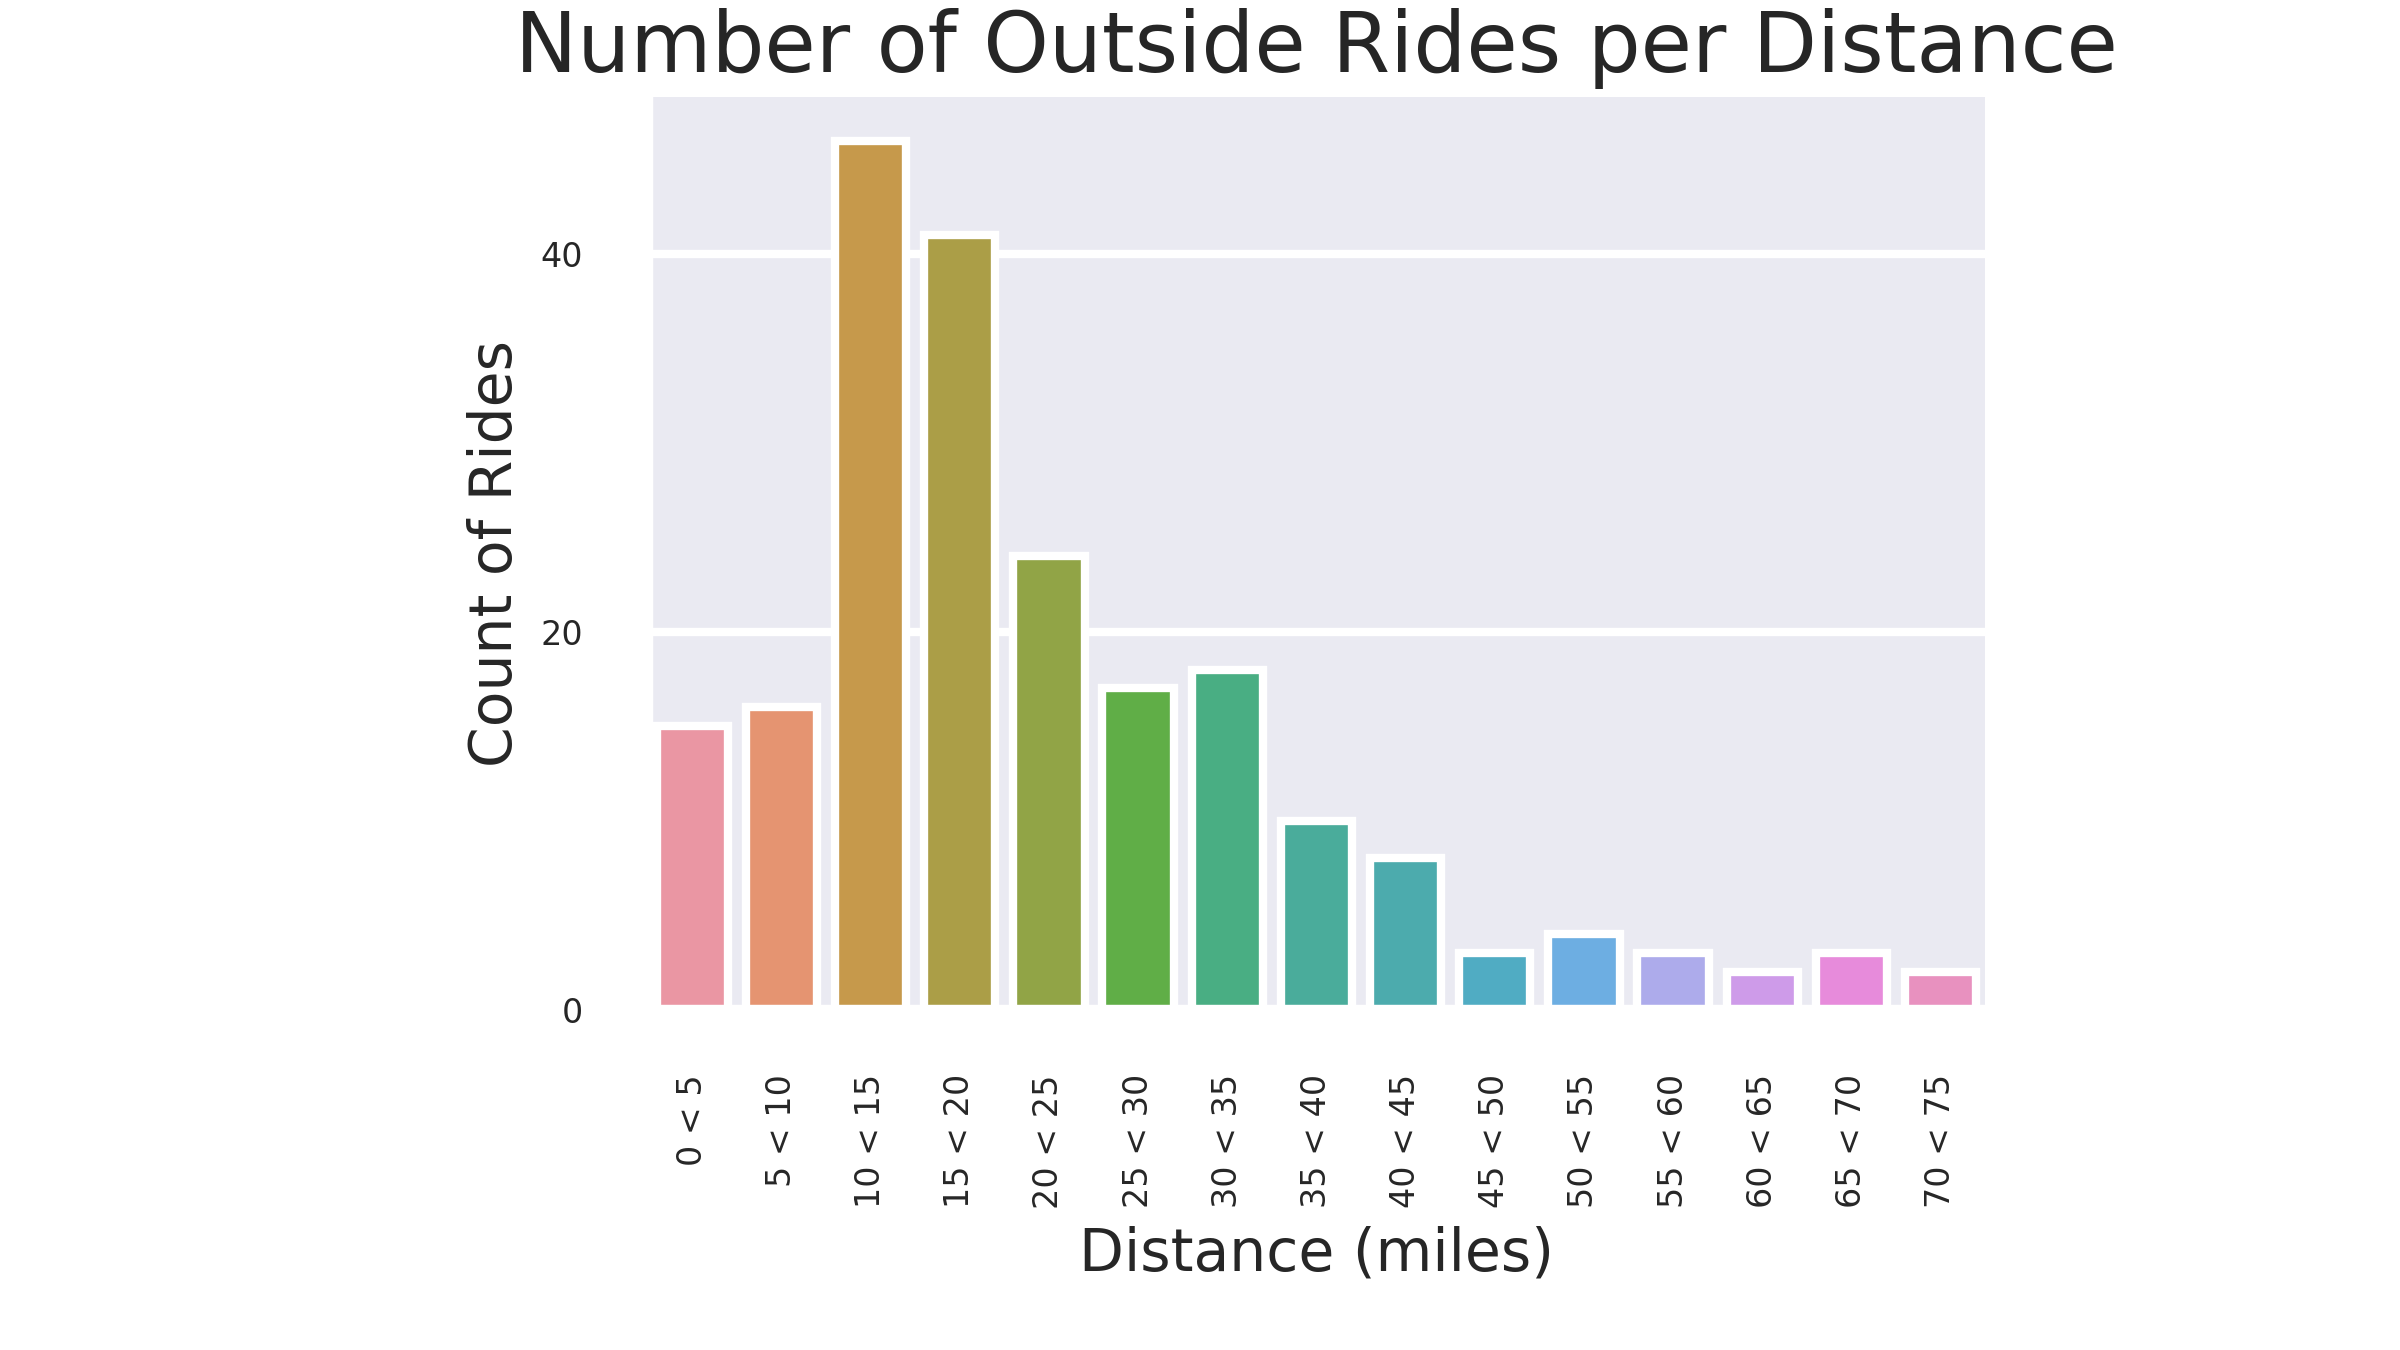 Number of Outside Rides per Distance
Count of Rides
40
20
0
0 < 5
5 < 10
10 < 15
15 < 20
20 < 25
25 < 30
30 < 35
35 < 40
40 < 45
45 < 50
50 < 55
55 < 60
60 < 65
65 < 70
70 < 75
Distance (miles)